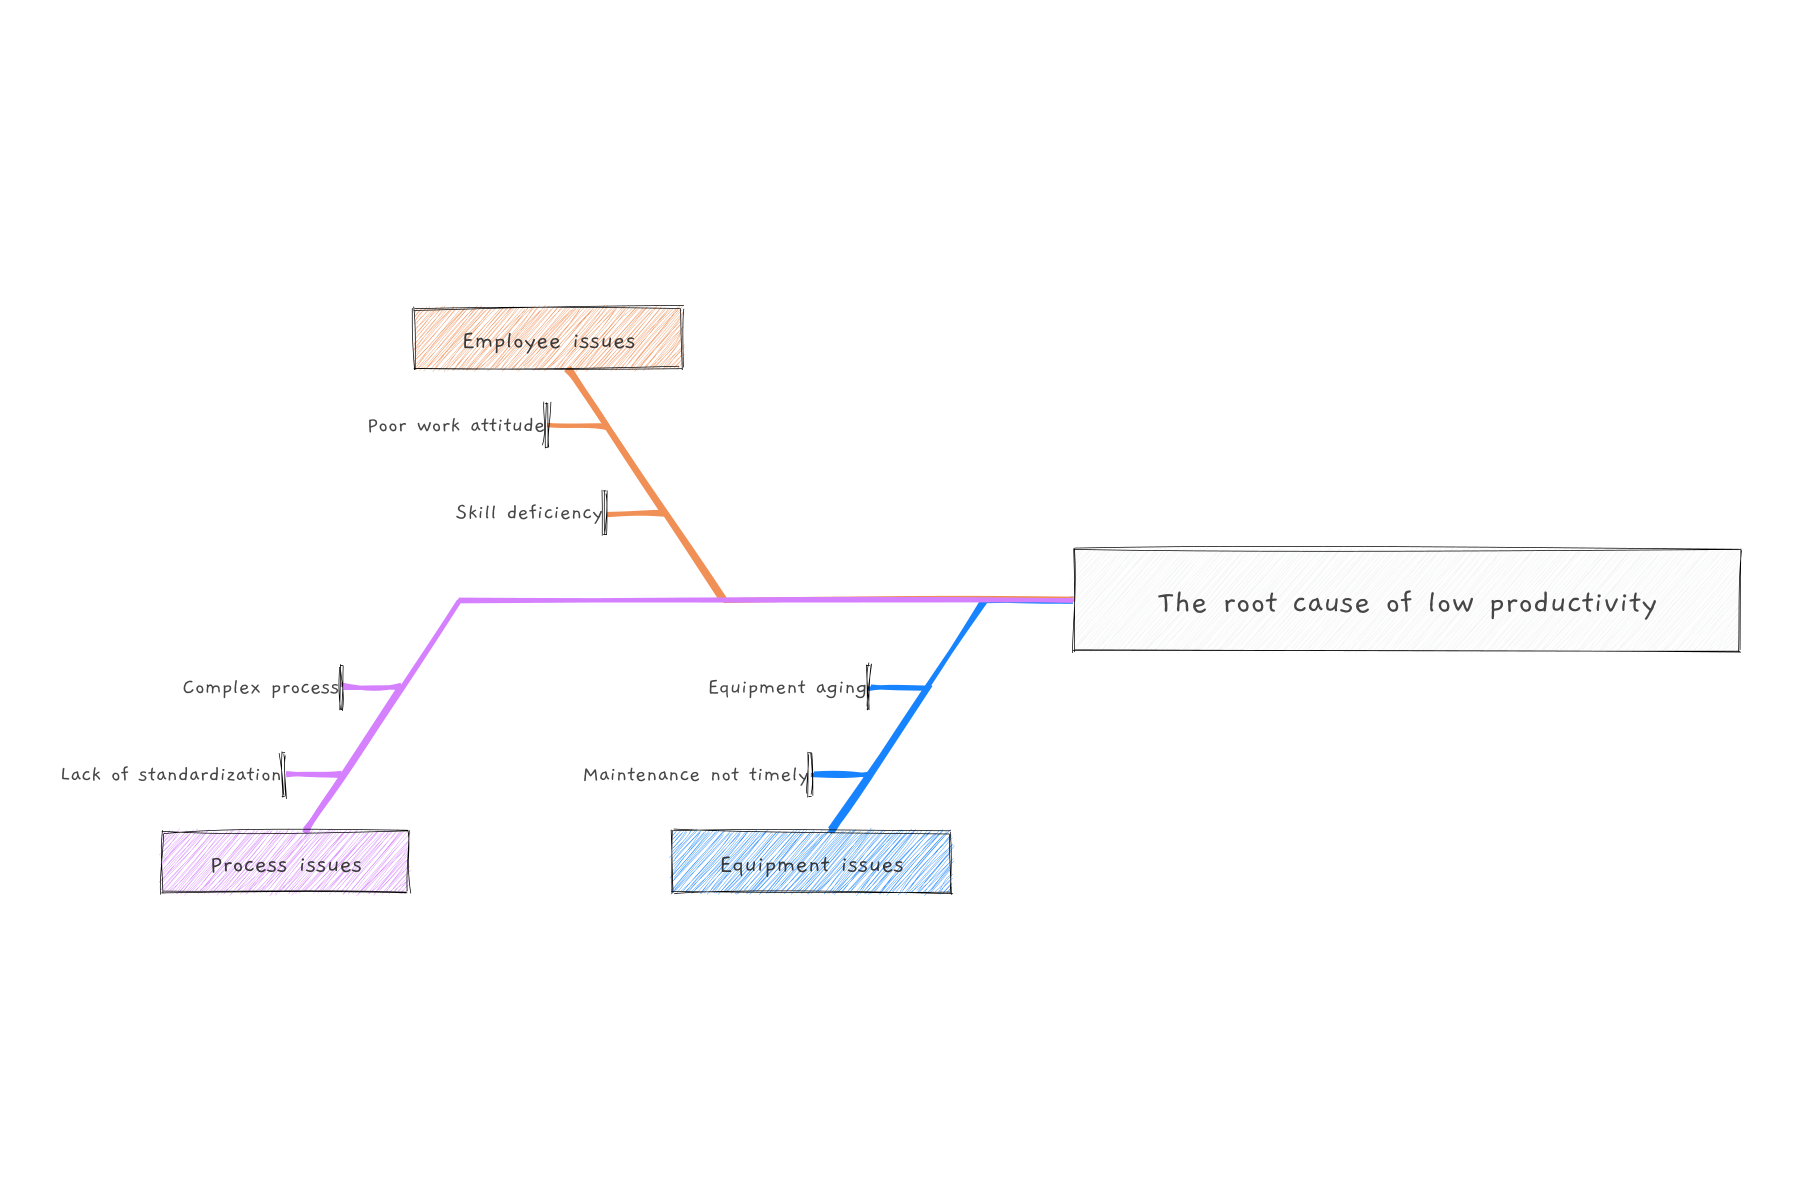 Employee issues
Poor work attitude
Skill deficiency
The root cause of low productivity
Complex process
Equipment aging
Lack of standardization
Maintenance not timely
Process issues
Equipment issues